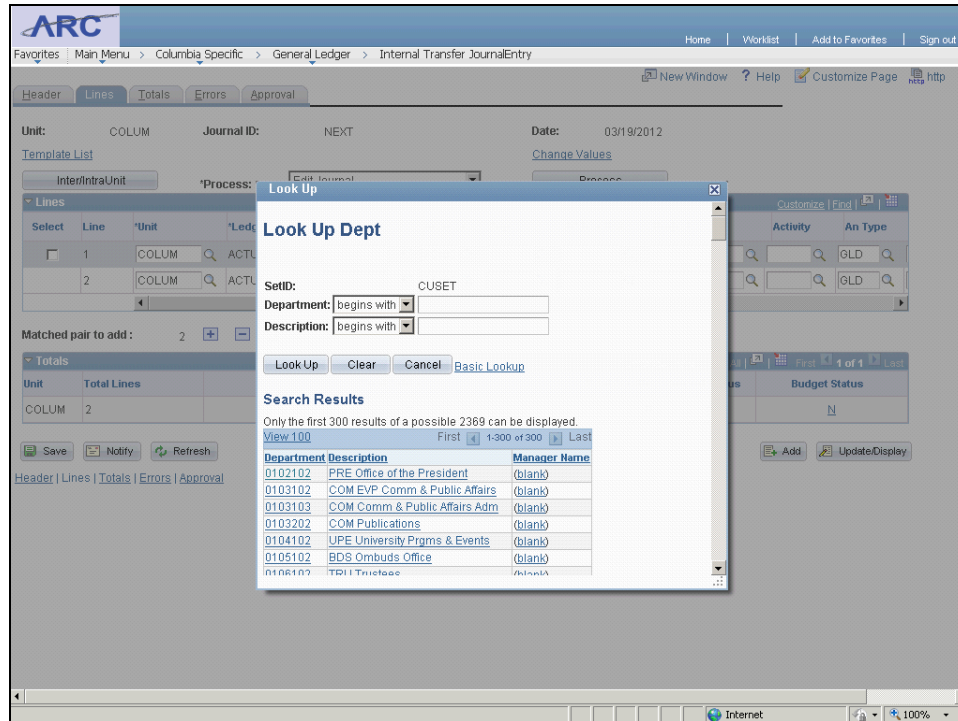 ARC
Home | Worklist | Add to Favorites | Sign out
Favorites Main Menu > Columbia Specific > General Ledger > Internal Transfer JournalEntry
New Window ? Help Customize Page http
Header Lines Totals Errors Approval
Unit: COLUM Journal ID: NEXT Date: 03/19/2012
Template List Change Values
Inter/IntraUnit *Process: Edit Journal Process
Lines Customize | Find |
Select Line *Unit *Ledg Activity An Type
1 COLUM ACTU GLD
2 COLUM ACTU GLD
Matched pair to add : 2
Totals First 1 of 1 Last
Unit Total Lines Budget Status
COLUM 2 N
Save Notify Refresh Add Update/Display
Header | Lines | Totals | Errors | Approval
Look Up
Look Up Dept
SetID: CUSET
Department: begins with
Description: begins with
Look Up Clear Cancel Basic Lookup
Search Results
Only the first 300 results of a possible 2369 can be displayed.
View 100 First 1-300 of 300 Last
Department Description Manager Name
0102102 PRE Office of the President (blank)
0103102 COM EVP Comm & Public Affairs (blank)
0103103 COM Comm & Public Affairs Adm (blank)
0103202 COM Publications (blank)
0104102 UPE University Prgms & Events (blank)
0105102 BDS Ombuds Office (blank)
0106102 TRU Trustees (blank)
Internet 100%